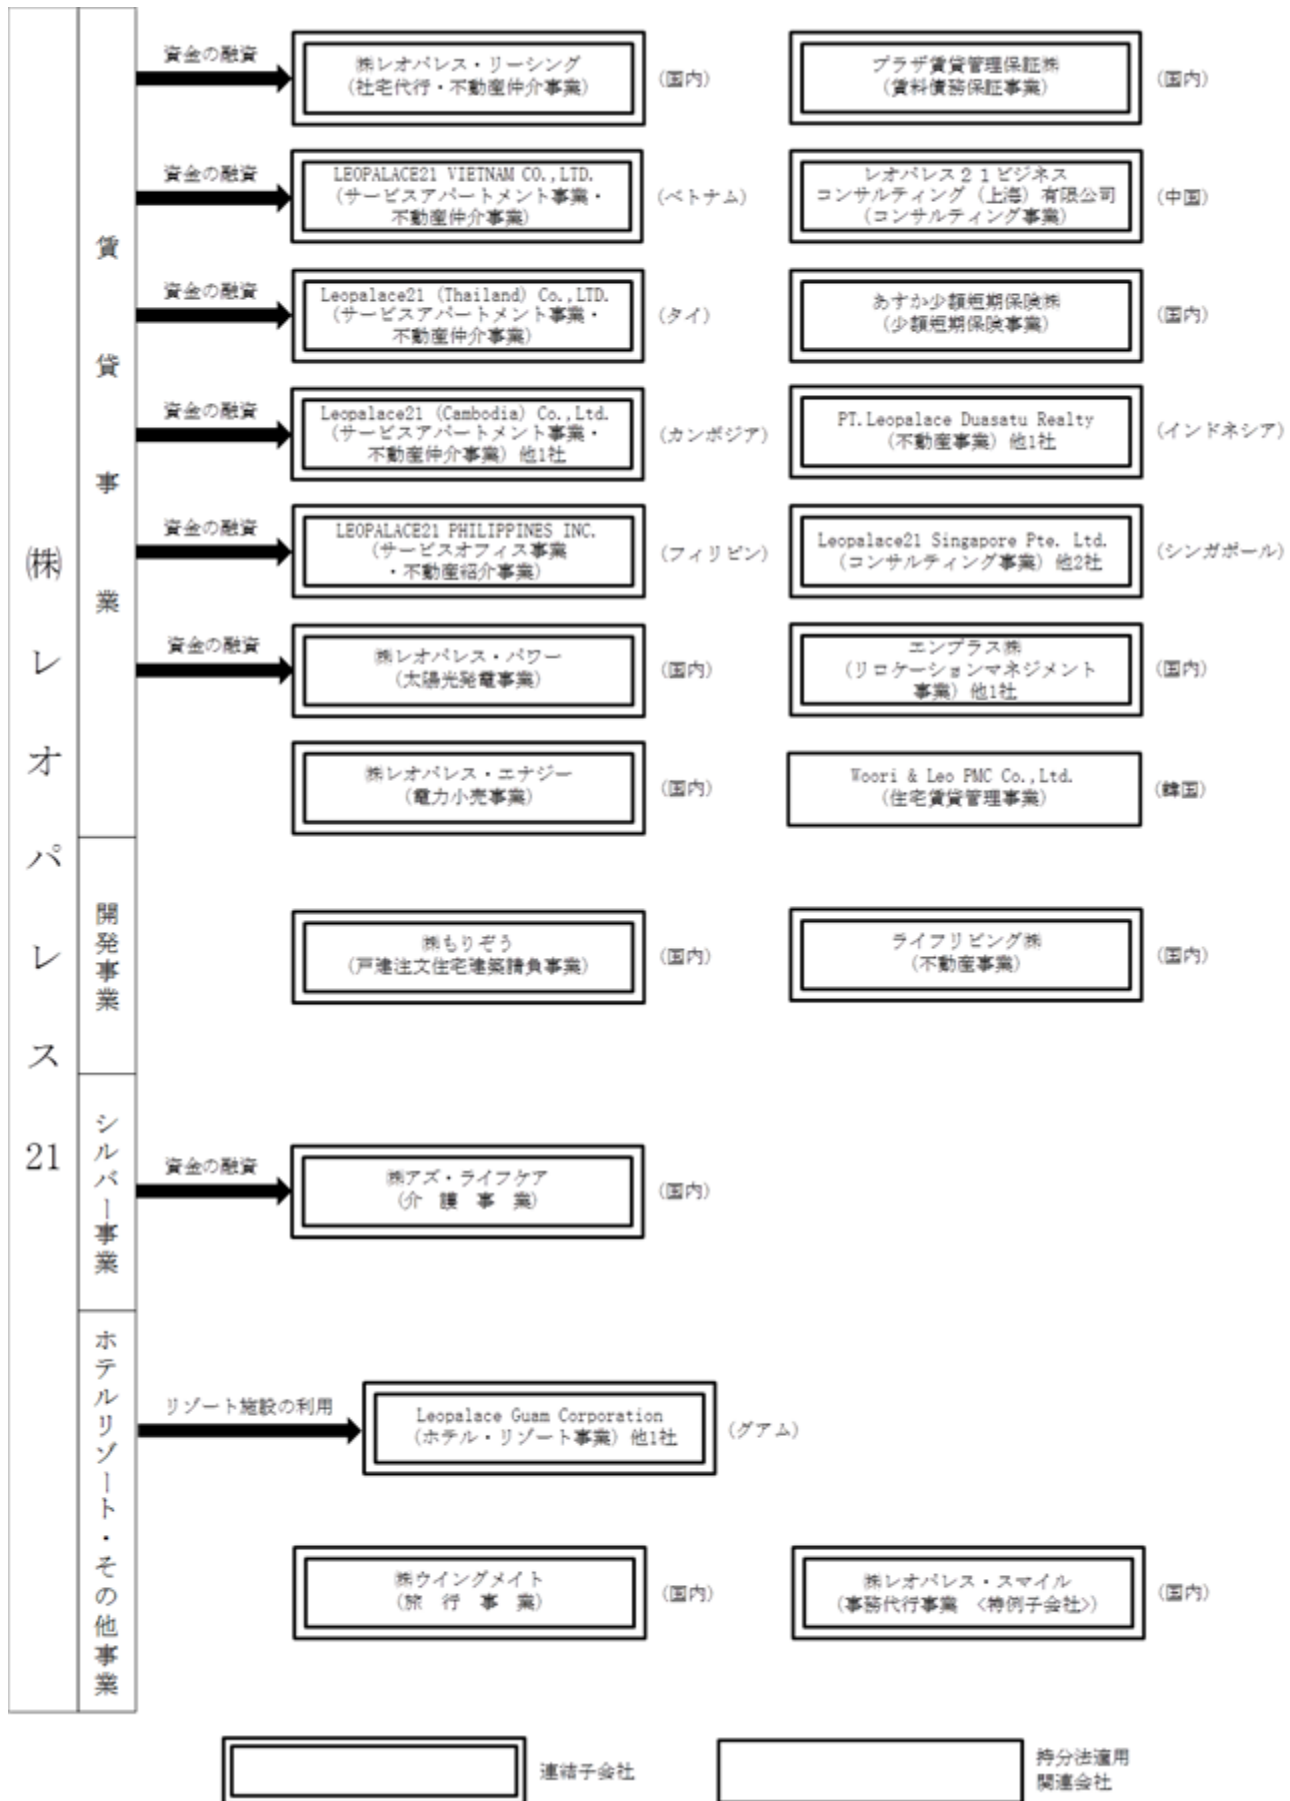 ㈱レオパレス21
賃貸事業
資金の融資
㈱レオパレス・リーシング
(社宅代行・不動産仲介事業)
(国内)
プラザ賃貸管理保証㈱
(賃料債務保証事業)
(国内)
資金の融資
LEOPALACE21 VIETNAM CO.,LTD.
(サービスアパートメント事業・
不動産仲介事業)
(ベトナム)
レオパレス21ビジネス
コンサルティング (上海) 有限公司
(コンサルティング事業)
(中国)
資金の融資
Leopalace21 (Thailand) Co.,LTD.
(サービスアパートメント事業・
不動産仲介事業)
(タイ)
あすか少額短期保険㈱
(少額短期保険事業)
(国内)
資金の融資
Leopalace21 (Cambodia) Co.,Ltd.
(サービスアパートメント事業・
不動産仲介事業) 他1社
(カンボジア)
PT.Leopalace Duasatu Realty
(不動産事業) 他1社
(インドネシア)
資金の融資
LEOPALACE21 PHILIPPINES INC.
(サービスオフィス事業
・不動産紹介事業)
(フィリピン)
Leopalace21 Singapore Pte. Ltd.
(コンサルティング事業) 他2社
(シンガポール)
資金の融資
㈱レオパレス・パワー
(太陽光発電事業)
(国内)
エンプラス㈱
(リロケーションマネジメント
事業) 他1社
(国内)
㈱レオパレス・エナジー
(電力小売事業)
(国内)
Woori & Leo PMC Co.,Ltd.
(住宅賃貸管理事業)
(韓国)
開発事業
㈱もりぞう
(戸建注文住宅建築請負事業)
(国内)
ライフリビング㈱
(不動産事業)
(国内)
シルバー事業
資金の融資
㈱アズ・ライフケア
(介 護 事 業)
(国内)
ホテルリゾート・その他事業
リゾート施設の利用
Leopalace Guam Corporation
(ホテル・リゾート事業) 他1社
(グアム)
㈱ウイングメイト
(旅 行 事 業)
(国内)
㈱レオパレス・スマイル
(事務代行事業 <特例子会社>)
(国内)
連結子会社
持分法適用
関連会社